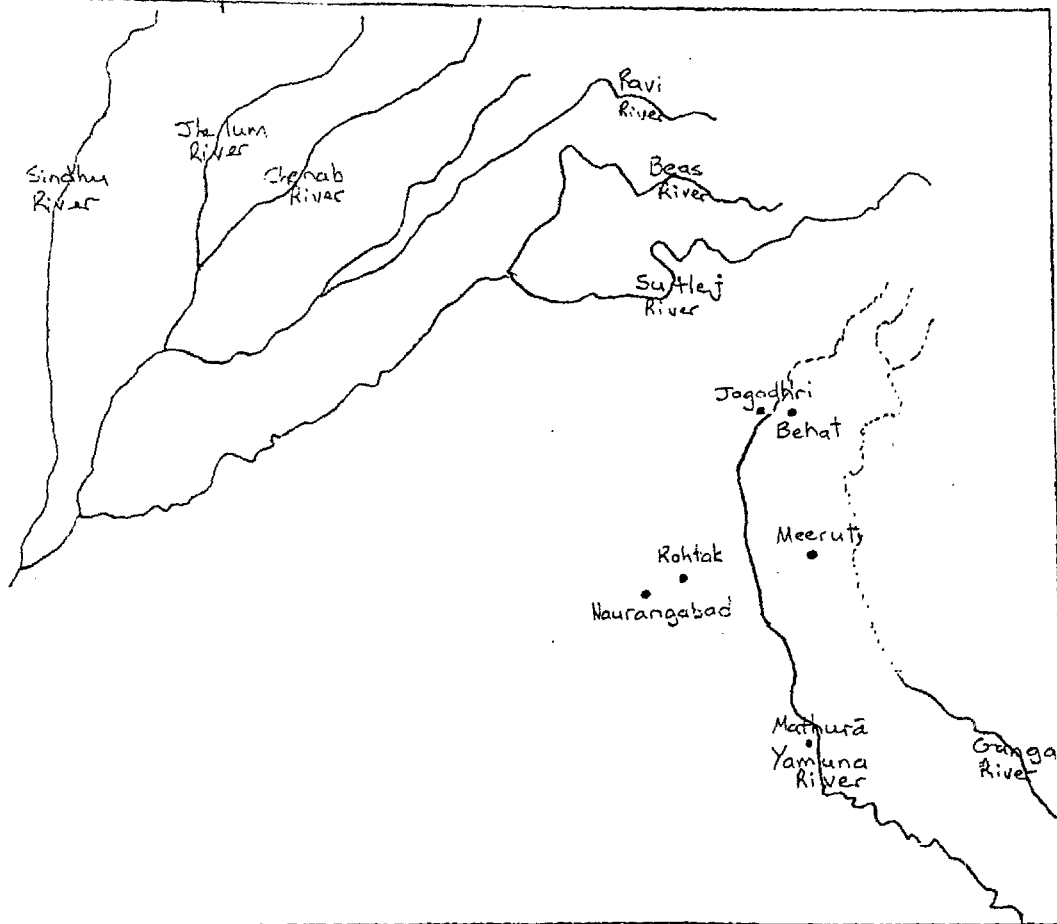 Ravi
River
Jhelum
River
Sindhu
River
Chenab
River
Beas
River
Sutlej
River
Jagadhri
Behat
Meerut
Rohtak
Naurangabad
Mathurā
Yamuna
River
Ganga
River